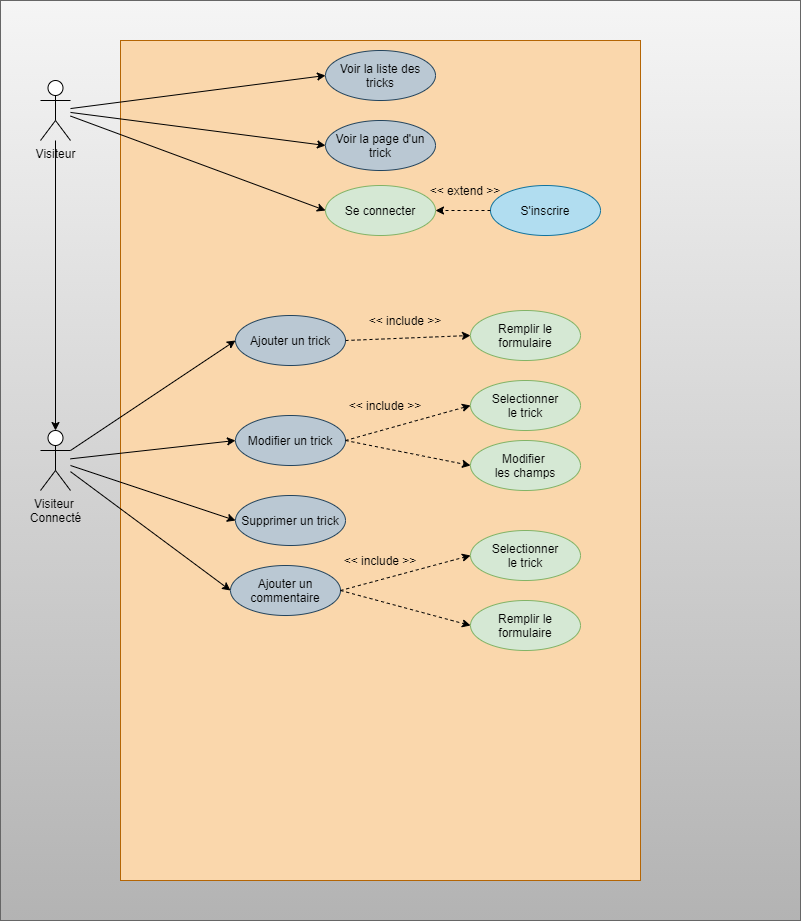 Voir la liste des
tricks
Visiteur
Voir la page d'un
trick
Se connecter
<< extend >>
S'inscrire
Ajouter un trick
<< include >>
Remplir le
formulaire
Modifier un trick
<< include >>
Selectionner
le trick
Modifier
les champs
Visiteur
Connecté
Supprimer un trick
Ajouter un
commentaire
<< include >>
Selectionner
le trick
Remplir le
formulaire